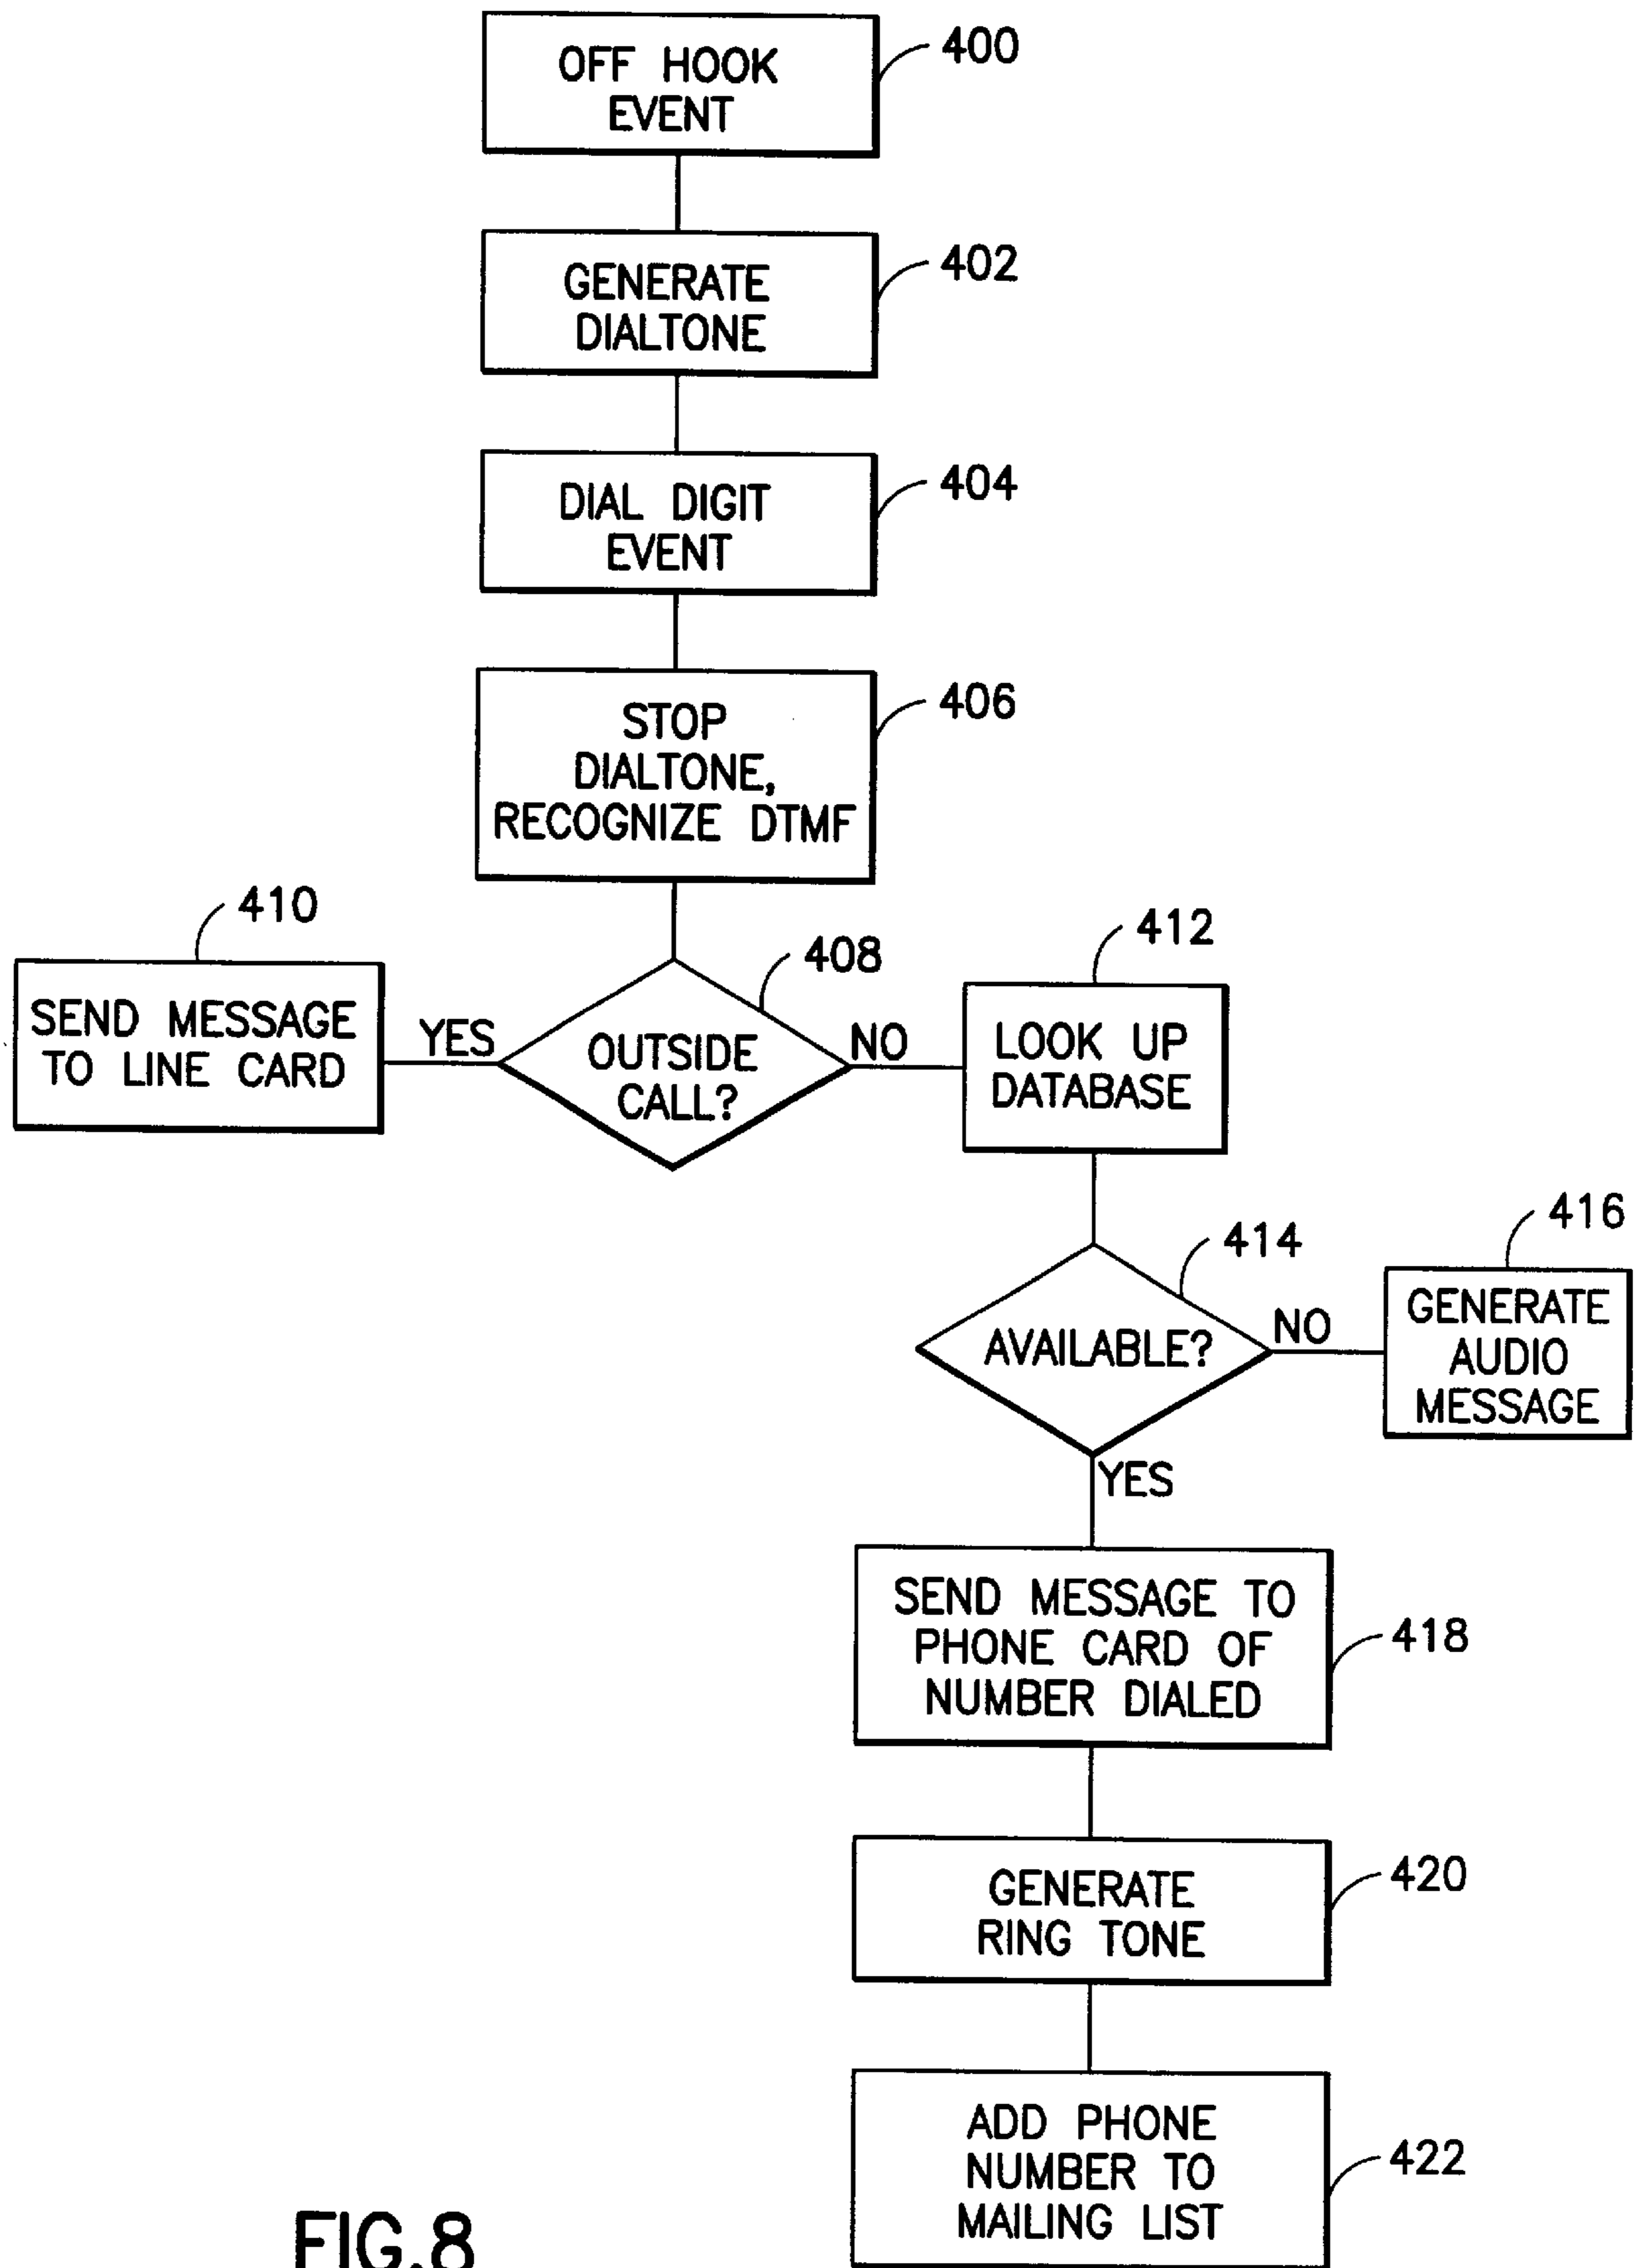 OFF HOOK
EVENT
400
GENERATE
DIALTONE
402
DIAL DIGIT
EVENT
404
STOP
DIALTONE,
RECOGNIZE DTMF
406
410
SEND MESSAGE
TO LINE CARD
YES
408
OUTSIDE
CALL?
NO
412
LOOK UP
DATABASE
414
AVAILABLE?
NO
416
GENERATE
AUDIO
MESSAGE
YES
SEND MESSAGE TO
PHONE CARD OF
NUMBER DIALED
418
GENERATE
RING TONE
420
ADD PHONE
NUMBER TO
MAILING LIST
422
FIG.8